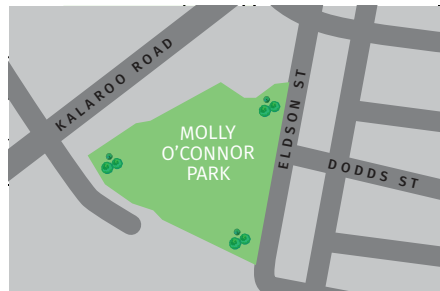 KALAROO ROAD
MOLLY
O'CONNOR
PARK
ELDSON ST
DODDS ST